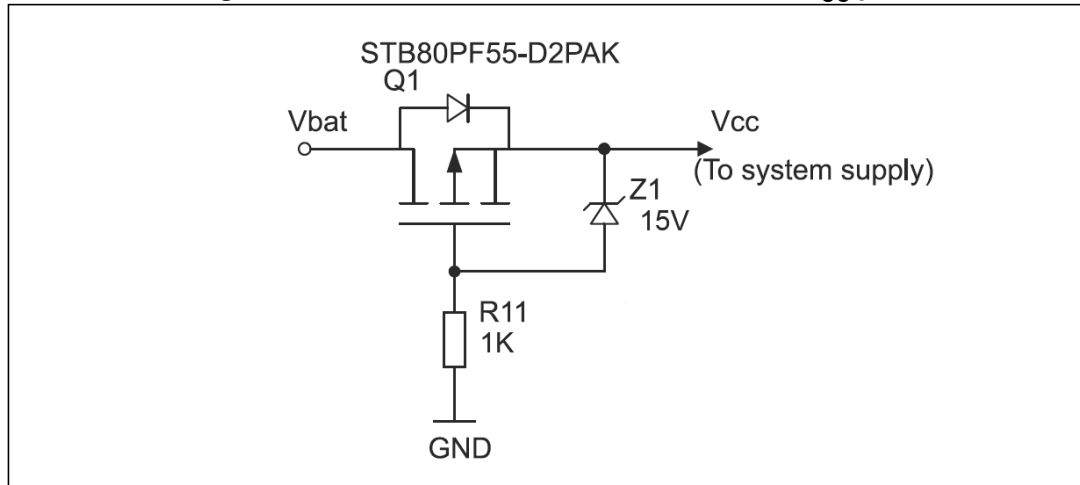 STB80PF55-D2PAK
Q1
Vbat
Vcc
(To system supply)
Z1
15V
R11
1K
GND